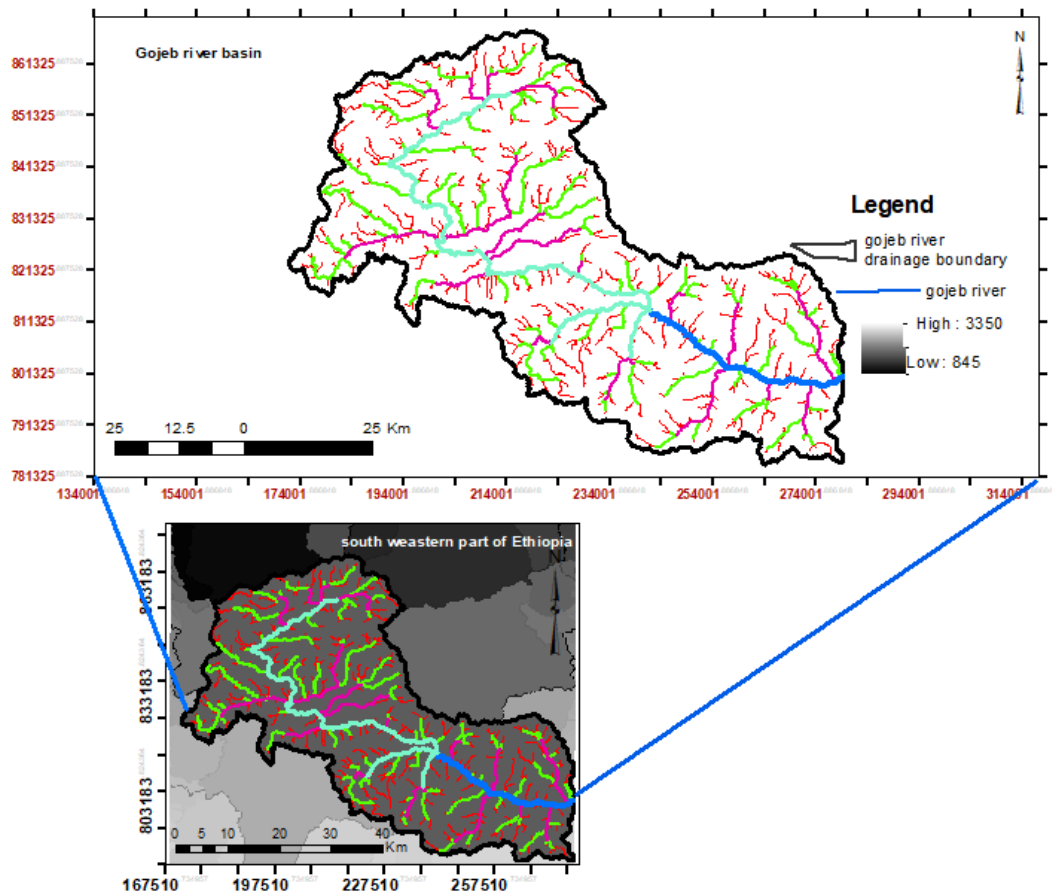 Gojeb river basin
N
861325
851325
841325
831325
821325
811325
801325
791325
781325
Legend
gojeb river
drainage boundary
gojeb river
High : 3350
Low : 845
25 12.5 0 25 Km
134001 154001 174001 194001 214001 234001 254001 274001 294001 314001
south weastern part of Ethiopia
N
833183
803183
0 5 10 20 30 40
Km
167510 197510 227510 257510